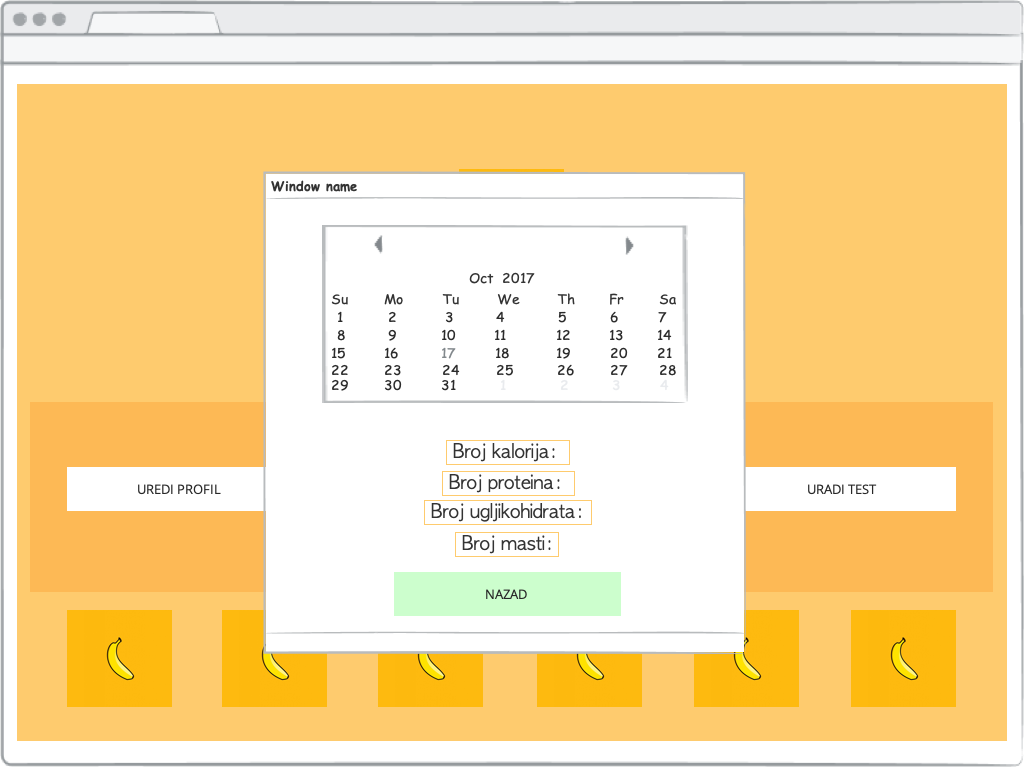 Window name
Oct 2017
Su Mo Tu We Th Fr Sa
1 2 3 4 5 6 7
8 9 10 11 12 13 14
15 16 17 18 19 20 21
22 23 24 25 26 27 28
29 30 31 1 2 3 4
Broj kalorija:
Broj proteina:
Broj ugljikohidrata:
Broj masti:
UREDI PROFIL
URADI TEST
NAZAD